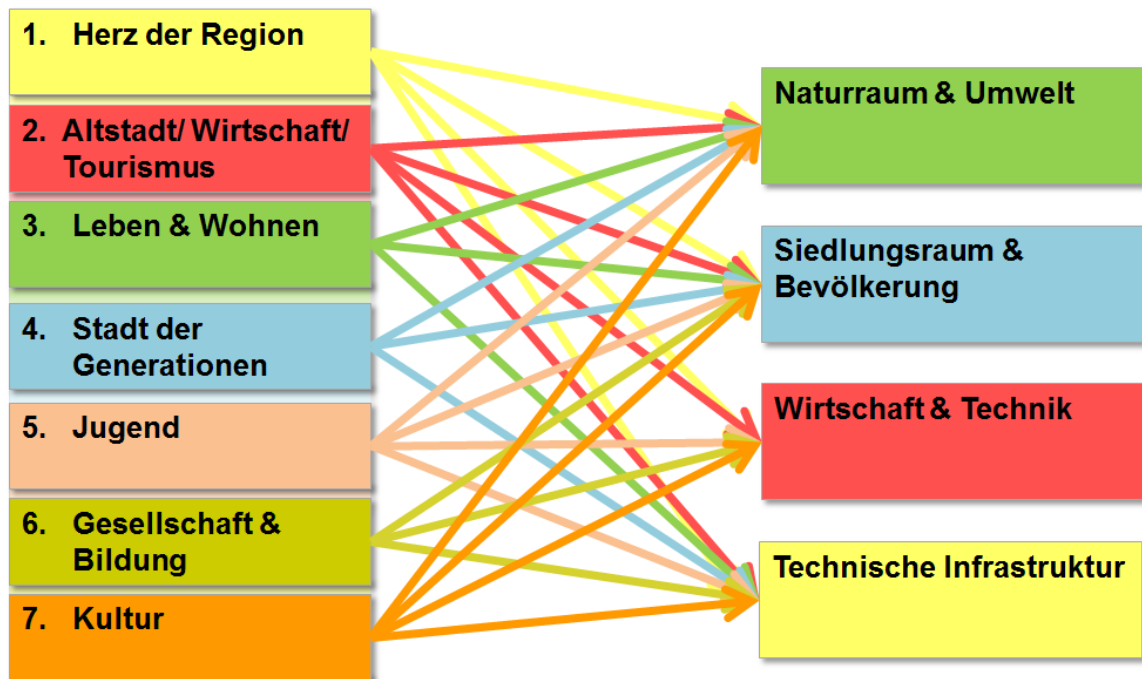 1. Herz der Region
2. Altstadt/ Wirtschaft/
Tourismus
3. Leben & Wohnen
4. Stadt der
Generationen
5. Jugend
6. Gesellschaft &
Bildung
7. Kultur
Naturraum & Umwelt
Siedlungsraum &
Bevölkerung
Wirtschaft & Technik
Technische Infrastruktur